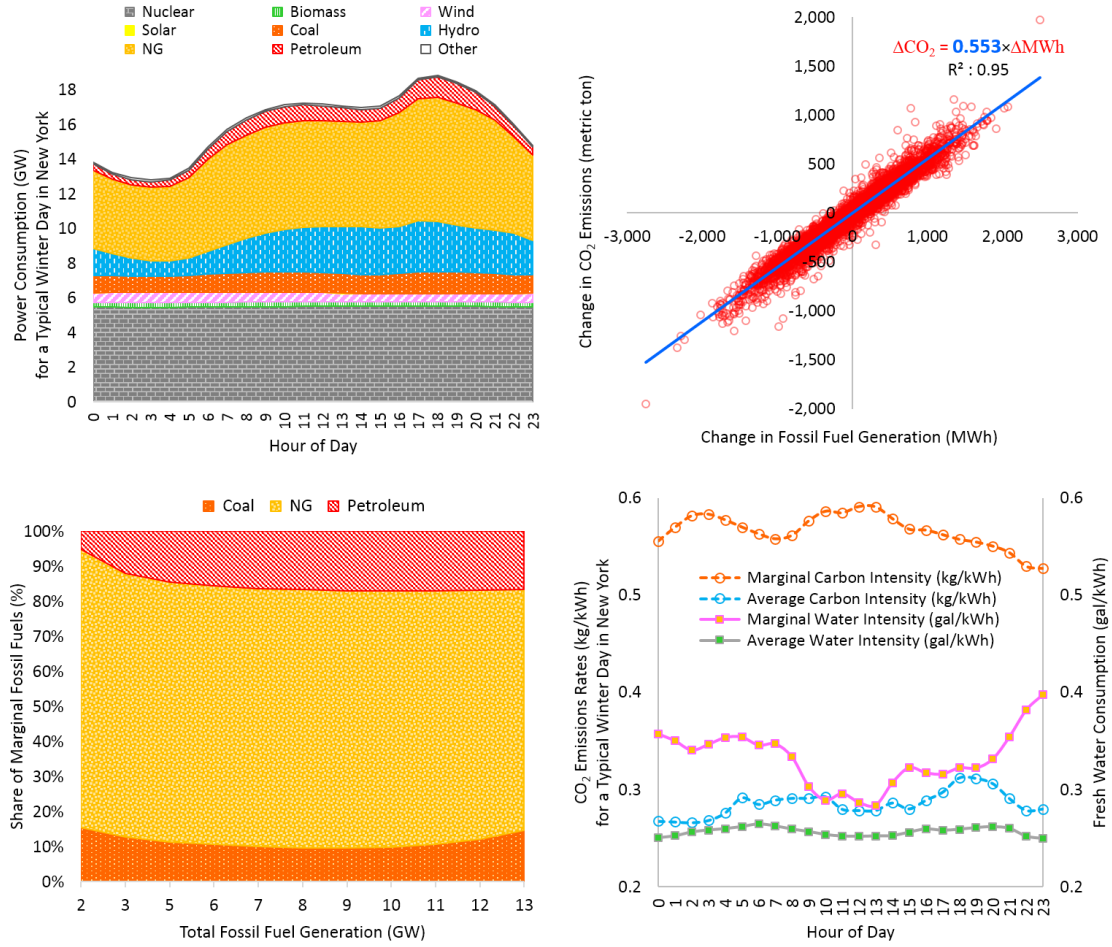 Nuclear Biomass Wind
Solar Coal Hydro
NG Petroleum Other
Power Consumption (GW)
for a Typical Winter Day in New York
18
16
14
12
10
8
6
4
2
0
0 1 2 3 4 5 6 7 8 9 10 11 12 13 14 15 16 17 18 19 20 21 22 23
Hour of Day
ΔCO₂ = 0.553×ΔMWh
R² : 0.95
Change in CO₂ Emissions (metric ton)
2,000
1,500
1,000
500
0
-500
-1,000
-1,500
-2,000
-3,000 -2,000 -1,000 0 1,000 2,000 3,000
Change in Fossil Fuel Generation (MWh)
Coal NG Petroleum
Share of Marginal Fossil Fuels (%)
100%
90%
80%
70%
60%
50%
40%
30%
20%
10%
0%
2 3 5 6 7 8 9 10 11 12 13
Total Fossil Fuel Generation (GW)
CO₂ Emissions Rates (kg/kWh)
for a Typical Winter Day in New York
0.6
0.5
0.4
0.3
0.2
Marginal Carbon Intensity (kg/kWh)
Average Carbon Intensity (kg/kWh)
Marginal Water Intensity (gal/kWh)
Average Water Intensity (gal/kWh)
0.6
0.5
0.4
0.3
0.2
Fresh Water Consumption (gal/kWh)
0 1 2 3 4 5 6 7 8 9 10 11 12 13 14 15 16 17 18 19 20 21 22 23
Hour of Day